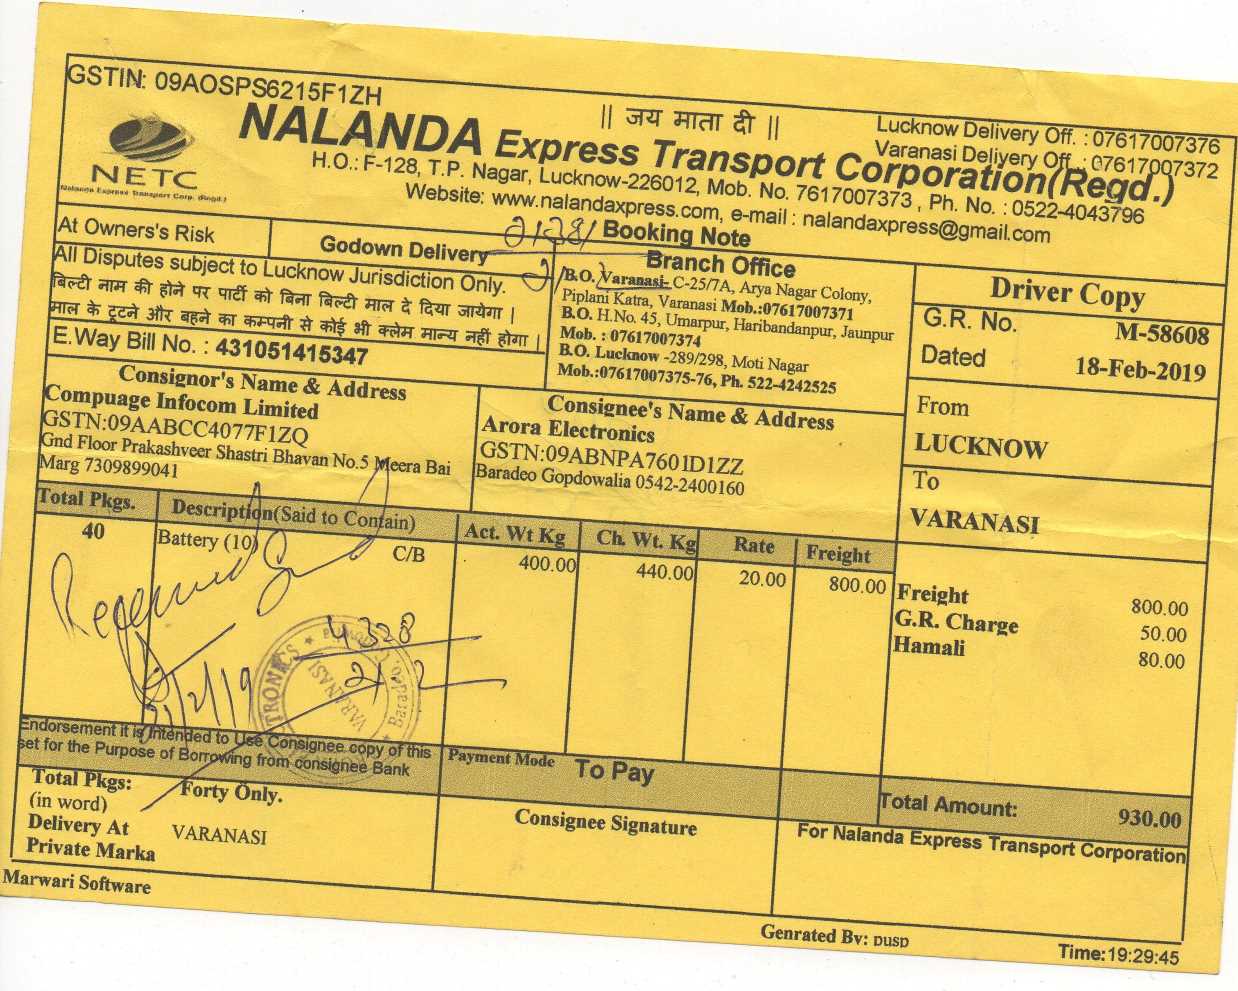 GSTIN: 09AOSPS6215F1ZH
|| जय माता दी ||
Lucknow Delivery Off. : 07617007376
Varanasi Delivery Off. : 07617007372
NETC
Nalanda Express Transport Corp. (Regd.)
NALANDA Express Transport Corporation(Regd.)
H.O.: F-128, T.P. Nagar, Lucknow-226012, Mob. No. 7617007373 , Ph. No. : 0522-4043796
Website: www.nalandaxpress.com, e-mail : nalandaxpress@gmail.com
At Owners's Risk
Godown Delivery
Booking Note
All Disputes subject to Lucknow Jurisdiction Only.
बिल्टी नाम की होने पर पार्टी को बिना बिल्टी माल दे दिया जायेगा |
माल के टूटने और बहने का कम्पनी से कोई भी क्लेम मान्य नहीं होगा |
E.Way Bill No. : 431051415347
Branch Office
B.O. Varanasi- C-25/7A, Arya Nagar Colony,
Piplani Katra, Varanasi Mob.:07617007371
B.O. H.No. 45, Umarpur, Haribandanpur, Jaunpur
Mob. : 07617007374
B.O. Lucknow -289/298, Moti Nagar
Mob.:07617007375-76, Ph. 522-4242525
Driver Copy
G.R. No. M-58608
Dated 18-Feb-2019
Consignor's Name & Address
Compuage Infocom Limited
GSTN:09AABCC4077F1ZQ
Gnd Floor Prakashveer Shastri Bhavan No.5 Meera Bai
Marg 7309899041
Consignee's Name & Address
Arora Electronics
GSTN:09ABNPA7601D1ZZ
Baradeo Gopdowalia 0542-2400160
From
LUCKNOW
To
VARANASI
Total Pkgs. Description(Said to Contain) Act. Wt Kg Ch. Wt. Kg Rate Freight
40 Battery (10) C/B 400.00 440.00 20.00 800.00
Freight 800.00
G.R. Charge 50.00
Hamali 80.00
Received
4328
21/2/19
VARANASI
Endorsement it is Intended to Use Consignee copy of this
set for the Purpose of Borrowing from consignee Bank
Payment Mode To Pay
Total Amount: 930.00
Total Pkgs: Forty Only.
(in word)
Delivery At VARANASI
Private Marka
Consignee Signature
For Nalanda Express Transport Corporation
Marwari Software
Genrated By: pusp
Time:19:29:45